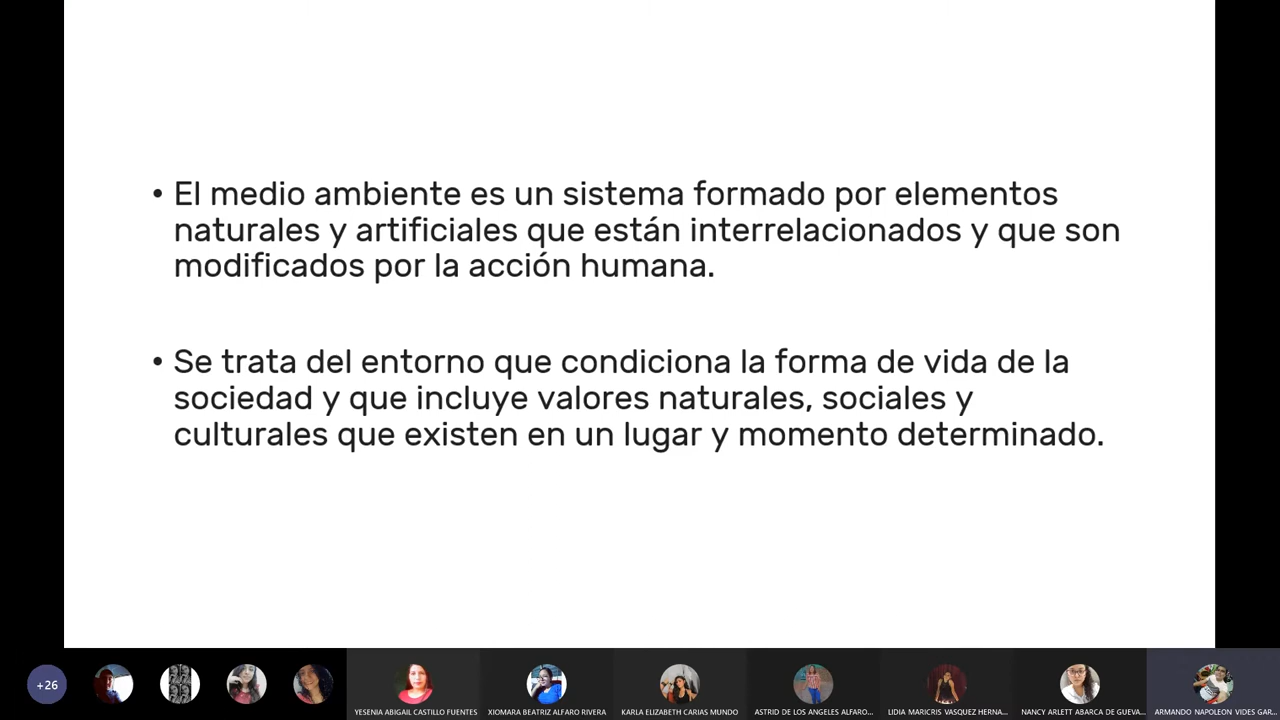 • El medio ambiente es un sistema formado por elementos
naturales y artificiales que están interrelacionados y que son
modificados por la acción humana.
• Se trata del entorno que condiciona la forma de vida de la
sociedad y que incluye valores naturales, sociales y
culturales que existen en un lugar y momento determinado.
+26
YESENIA ABIGAIL CASTILLO FUENTES
XIOMARA BEATRIZ ALFARO RIVERA
KARLA ELIZABETH CARIAS MUNDO
ASTRID DE LOS ANGELES ALFARO...
LIDIA MARICRIS VASQUEZ HERNA...
NANCY ARLETT ABARCA DE GUEVA...
ARMANDO NAPOLEON VIDES GAR...